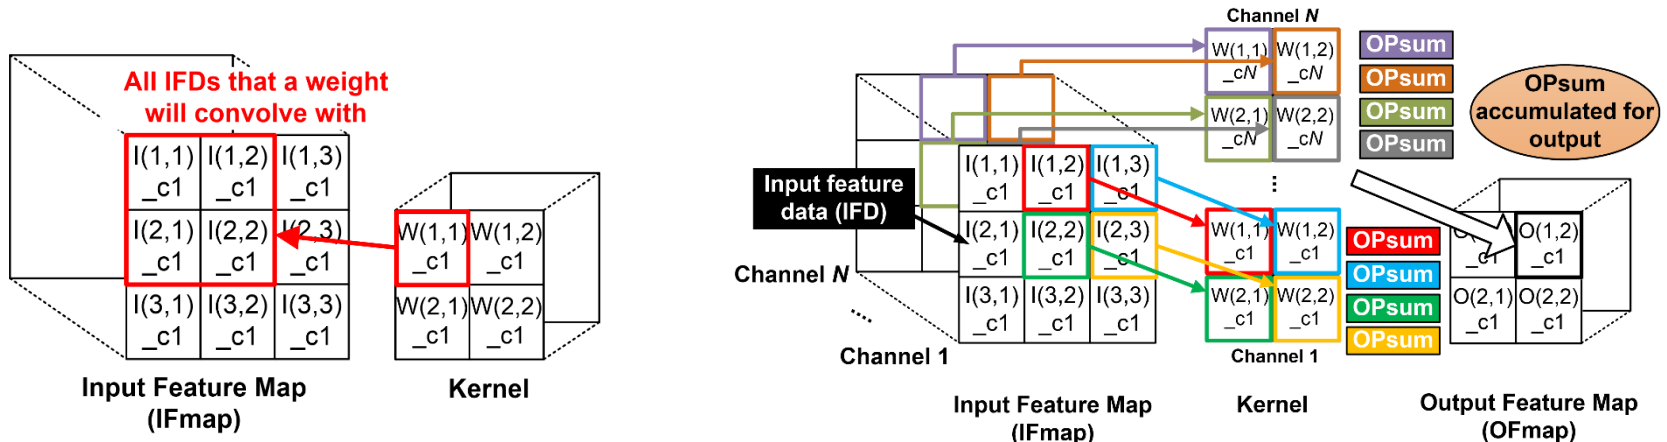 All IFDs that a weight
will convolve with
I(1,1) I(1,2) I(1,3)
_c1 _c1 _c1
I(2,1) I(2,2) I(2,3)
_c1 _c1 _c1
I(3,1) I(3,2) I(3,3)
_c1 _c1 _c1
Input Feature Map
(IFmap)
W(1,1) W(1,2)
_c1 _c1
W(2,1) W(2,2)
_c1 _c1
Kernel
Channel N
W(1,1) W(1,2)
_cN _cN
W(2,1) W(2,2)
_cN _cN
OPsum
OPsum
OPsum
OPsum
OPsum
accumulated for
output
Input feature
data (IFD)
I(1,1) I(1,2) I(1,3)
_c1 _c1 _c1
I(2,1) I(2,2) I(2,3)
_c1 _c1 _c1
I(3,1) I(3,2) I(3,3)
_c1 _c1 _c1
Channel N
....
Channel 1
Input Feature Map
(IFmap)
...
W(1,1) W(1,2)
_c1 _c1
W(2,1) W(2,2)
_c1 _c1
Channel 1
Kernel
OPsum
OPsum
OPsum
OPsum
O(1,2)
_c1 _c1
O(2,1) O(2,2)
_c1 _c1
Output Feature Map
(OFmap)